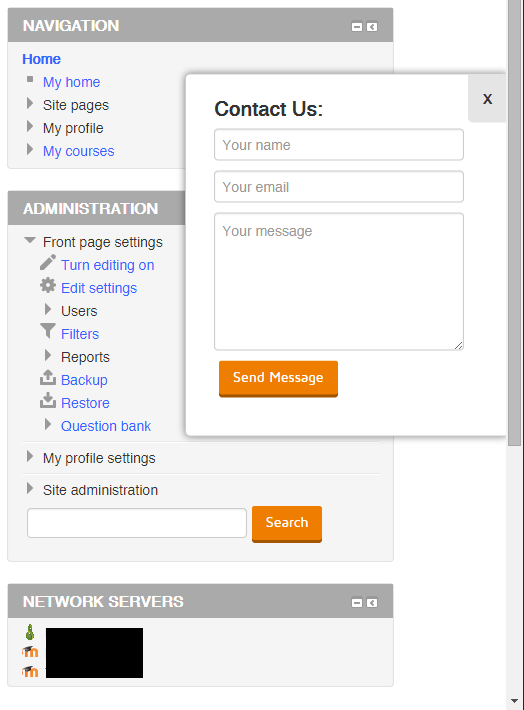 NAVIGATION
Home
My home
Site pages
My profile
My courses
X
Contact Us:
Your name
Your email
Your message
Send Message
ADMINISTRATION
Front page settings
Turn editing on
Edit settings
Users
Filters
Reports
Backup
Restore
Question bank
My profile settings
Site administration
Search
NETWORK SERVERS